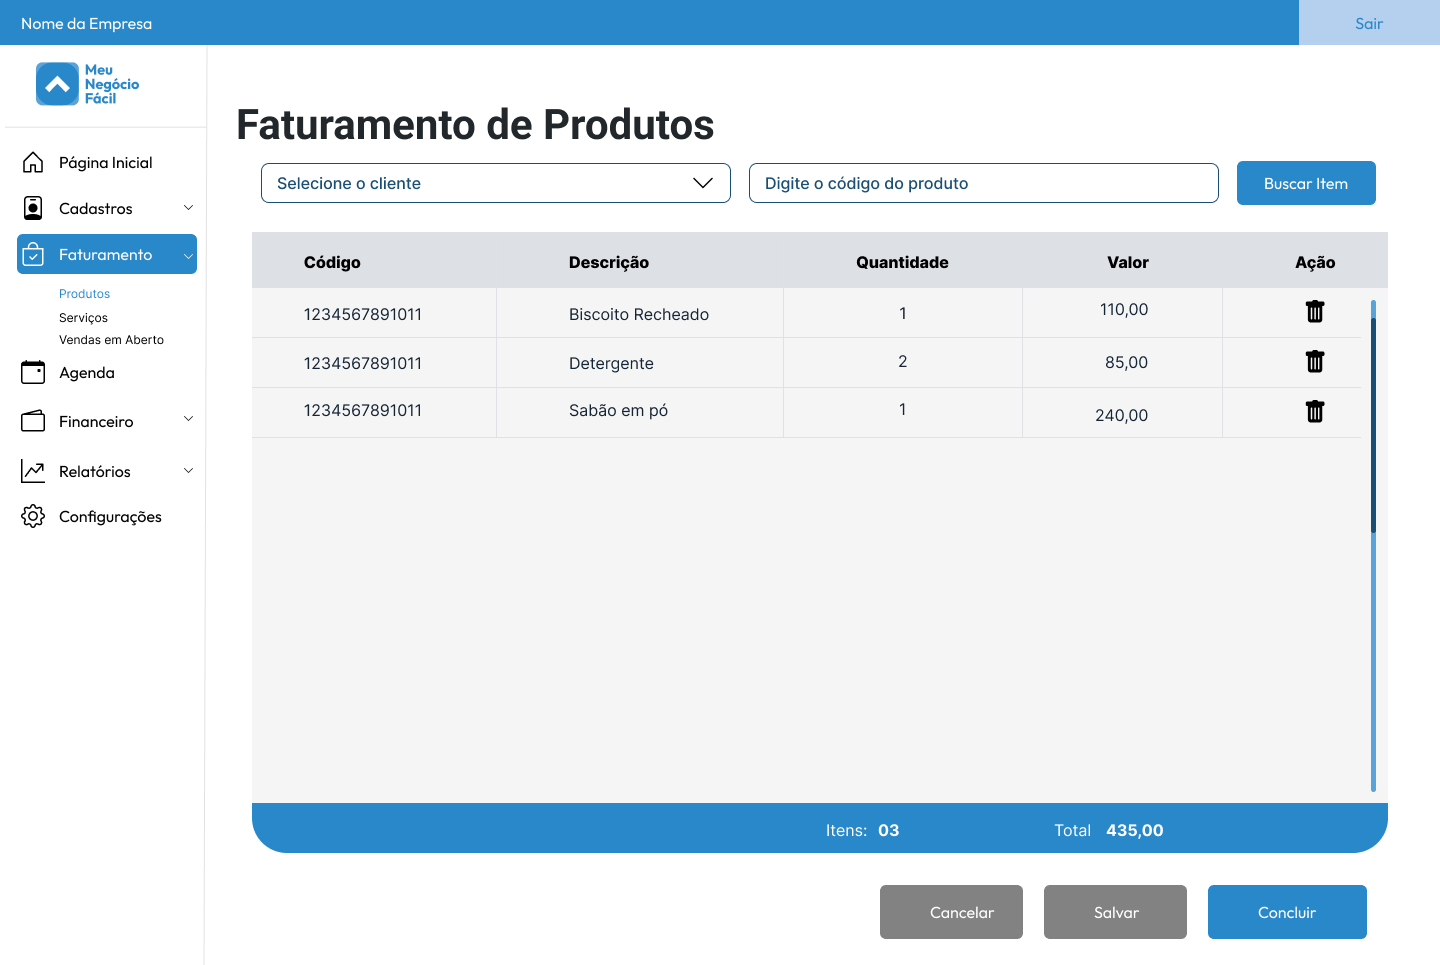 Nome da Empresa
Sair
Meu
Negócio
Fácil
Página Inicial
Cadastros
Faturamento
Produtos
Serviços
Vendas em Aberto
Agenda
Financeiro
Relatórios
Configurações
Faturamento de Produtos
Selecione o cliente
Digite o código do produto
Buscar Item
Código Descrição Quantidade Valor Ação
1234567891011 Biscoito Recheado 1 110,00
1234567891011 Detergente 2 85,00
1234567891011 Sabão em pó 1 240,00
Itens: 03 Total 435,00
Cancelar Salvar Concluir